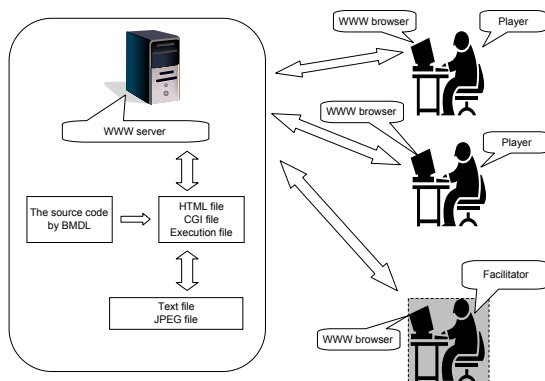 WWW browser
Player
WWW server
WWW browser
Player
The source code
by BMDL
HTML file
CGI file
Execution file
Text file
JPEG file
Facilitator
WWW browser